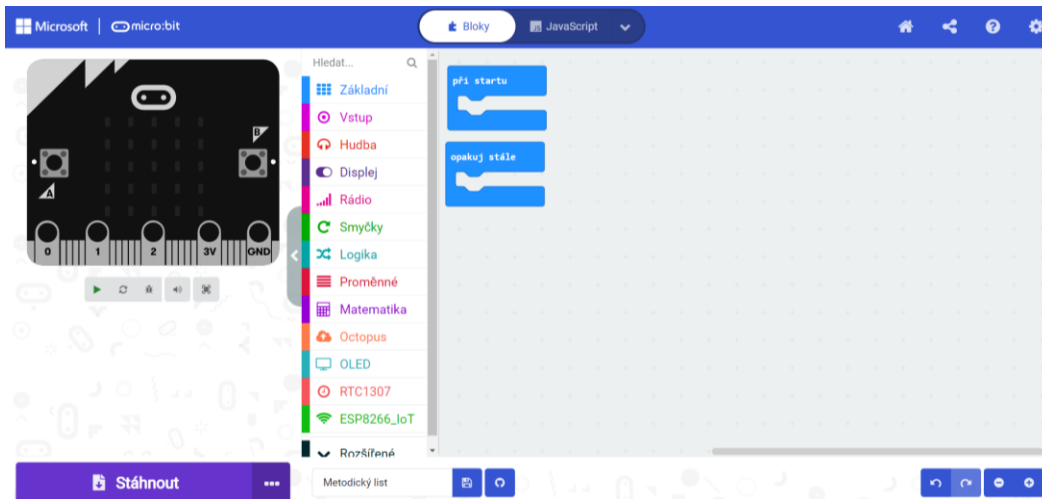 Microsoft micro:bit
Bloky
JavaScript
Hledat...
Základní
Vstup
Hudba
Displej
Rádio
Smyčky
Logika
Proměnné
Matematika
Octopus
OLED
RTC1307
ESP8266_IoT
Rozšířené
při startu
opakuj stále
B
A
0 1 2 3V GND
Stáhnout
Metodický list